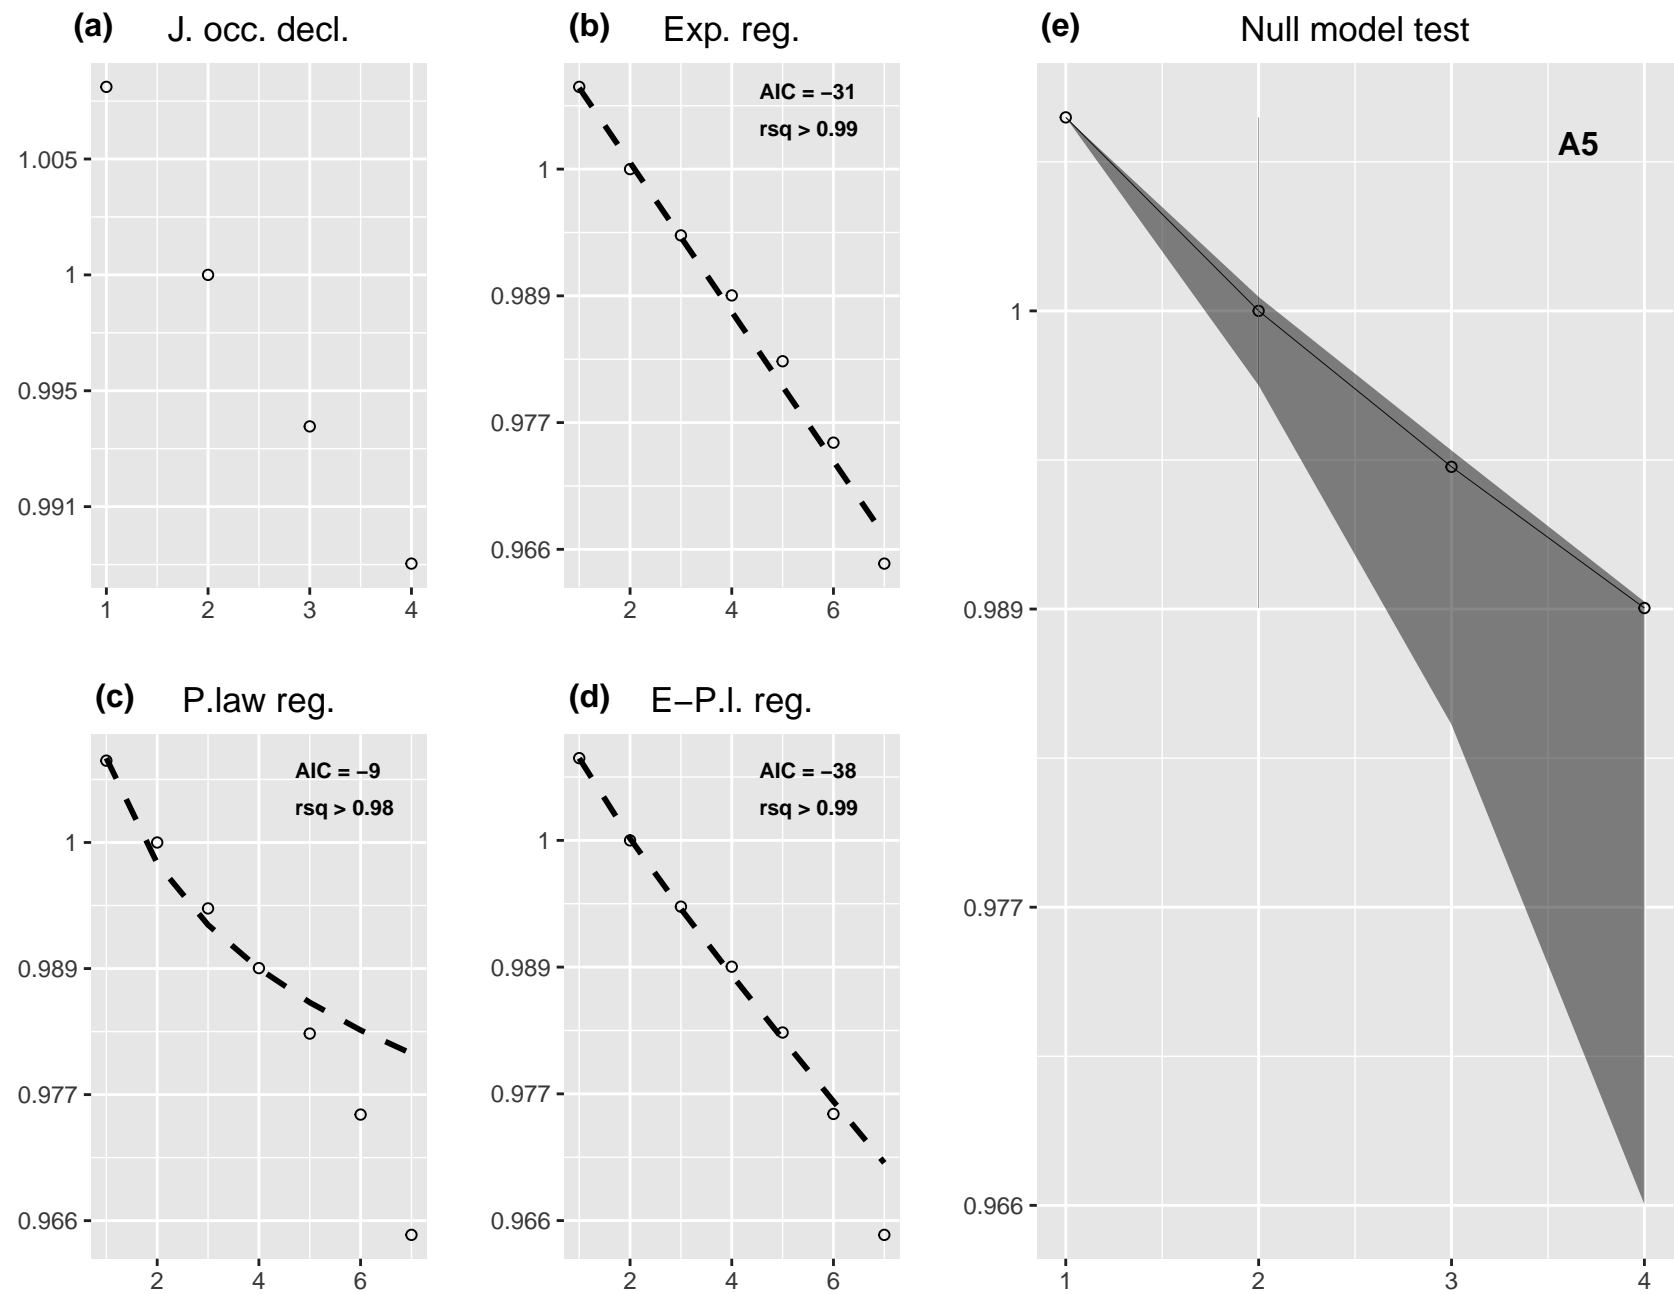 (a) J. occ. decl.
1.005
1
0.995
0.991
1 2 3 4
(b) Exp. reg.
AIC = −31
rsq > 0.99
1
0.989
0.977
0.966
2 4 6
(c) P.law reg.
AIC = −9
rsq > 0.98
1
0.989
0.977
0.966
2 4 6
(d) E−P.l. reg.
AIC = −38
rsq > 0.99
1
0.989
0.977
0.966
2 4 6
(e) Null model test
A5
1
0.989
0.977
0.966
1 2 3 4